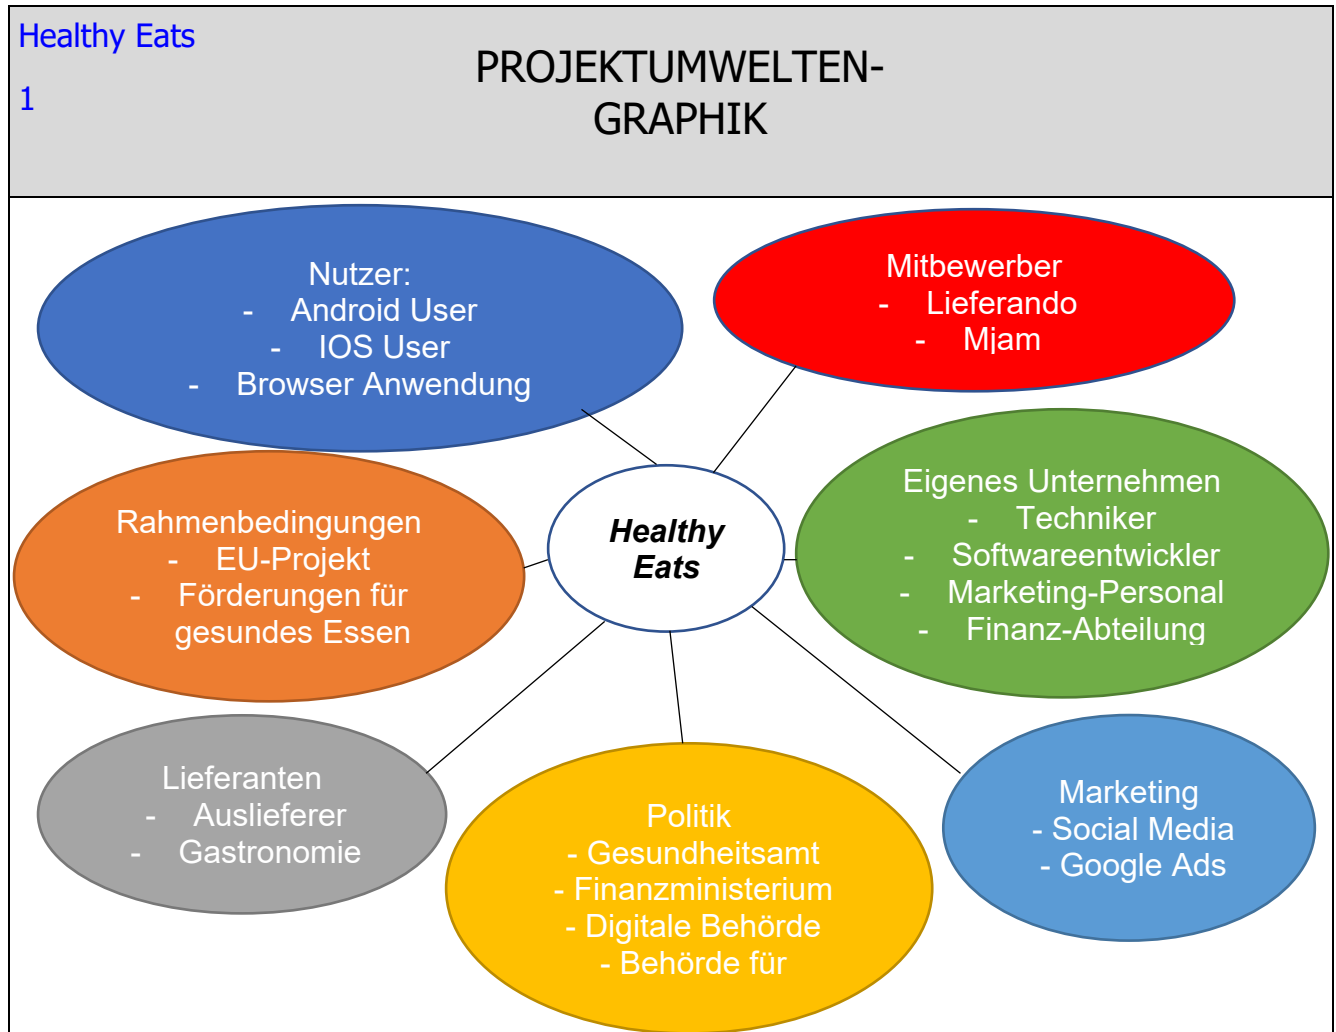 Healthy Eats
1
PROJEKTUMWELTEN-
GRAPHIK
Nutzer:
- Android User
- IOS User
- Browser Anwendung
Mitbewerber
- Lieferando
- Mjam
Rahmenbedingungen
- EU-Projekt
- Förderungen für
gesundes Essen
Healthy
Eats
Eigenes Unternehmen
- Techniker
- Softwareentwickler
- Marketing-Personal
- Finanz-Abteilung
Lieferanten
- Auslieferer
- Gastronomie
Politik
- Gesundheitsamt
- Finanzministerium
- Digitale Behörde
- Behörde für
Marketing
- Social Media
- Google Ads